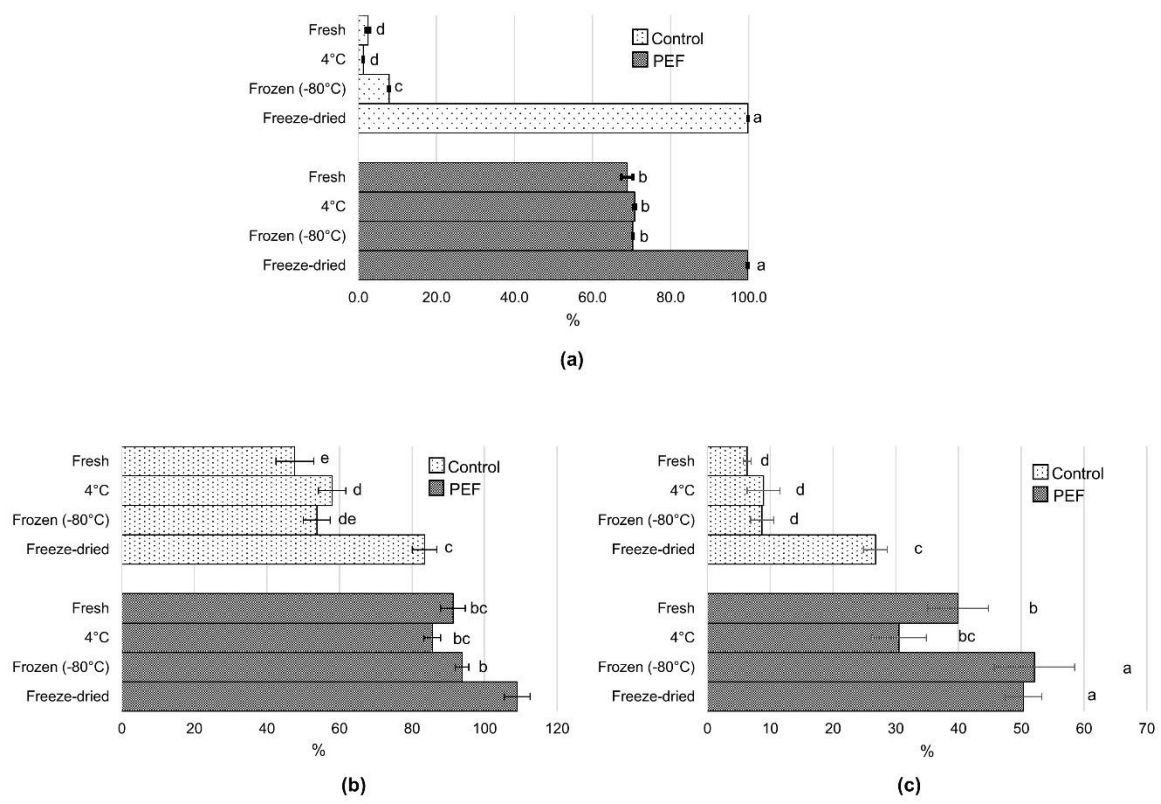 Fresh d
4°C d
Frozen (-80°C) c
Freeze-dried a
Control
PEF
Fresh b
4°C b
Frozen (-80°C) b
Freeze-dried a
0.0 20.0 40.0 60.0 80.0 100.0
%
(a)
Fresh e
4°C d
Frozen (-80°C) de
Freeze-dried c
Control
PEF
Fresh bc
4°C bc
Frozen (-80°C) b
Freeze-dried
0 20 40 60 80 100 120
%
(b)
Fresh d
4°C d
Frozen (-80°C) d
Freeze-dried c
Control
PEF
Fresh b
4°C bc
Frozen (-80°C) a
Freeze-dried a
0 10 20 30 40 50 60 70
%
(c)